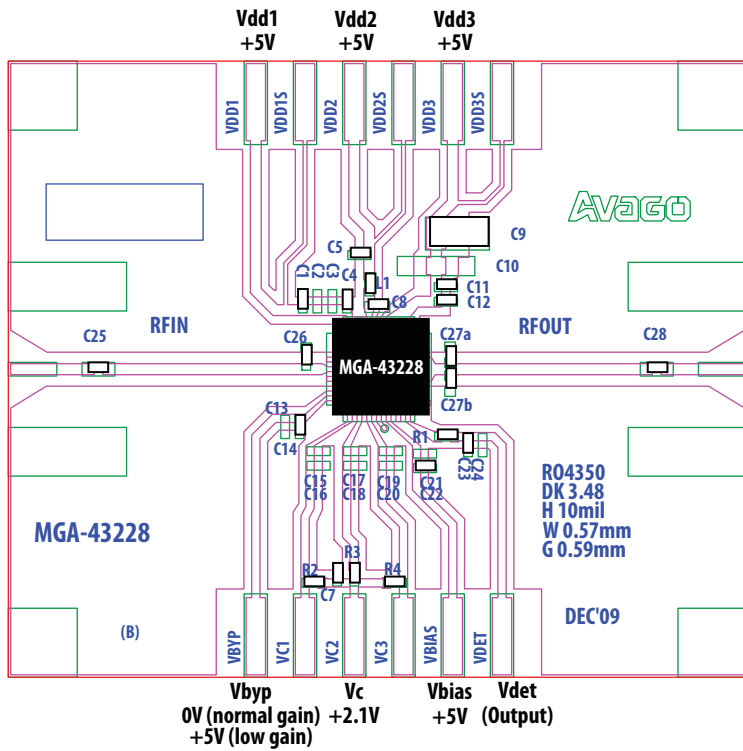 Vdd1 Vdd2 Vdd3
+5V +5V +5V
VDD1 VDD1S VDD2 VDD2S VDD3 VDD3S
AVAGO
C9
C5
C10
C1 C2 C3 C4 L1 C11
C8 C12
RFIN RFOUT
C25 C26 C27a C28
MGA-43228
C27b
C13
C14 R1
C23 C24
C15 C17 C19 C21
C16 C18 C20 C22
RO4350
DK 3.48
H 10mil
W 0.57mm
G 0.59mm
MGA-43228
R2 R3 R4
C7
(B) DEC'09
VBYP VC1 VC2 VC3 VBIAS VDET
Vbyp Vc Vbias Vdet
0V (normal gain) +2.1V +5V (Output)
+5V (low gain)